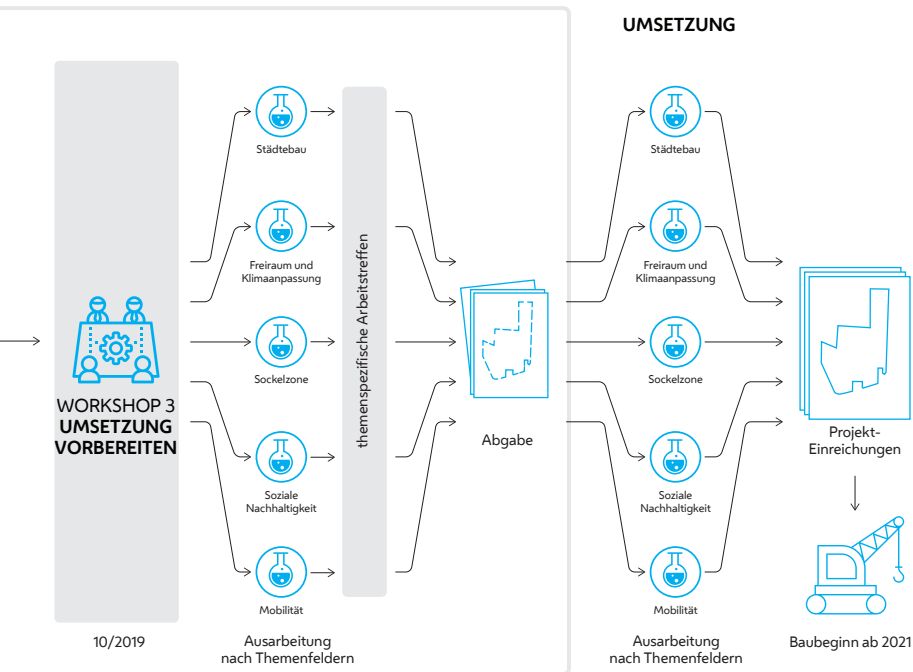 UMSETZUNG
WORKSHOP 3
UMSETZUNG
VORBEREITEN
10/2019
Städtebau
Freiraum und
Klimaanpassung
Sockelzone
Soziale
Nachhaltigkeit
Mobilität
Ausarbeitung
nach Themenfeldern
themenspezifische Arbeitstreffen
Abgabe
Städtebau
Freiraum und
Klimaanpassung
Sockelzone
Soziale
Nachhaltigkeit
Mobilität
Ausarbeitung
nach Themenfeldern
Projekt-
Einreichungen
Baubeginn ab 2021